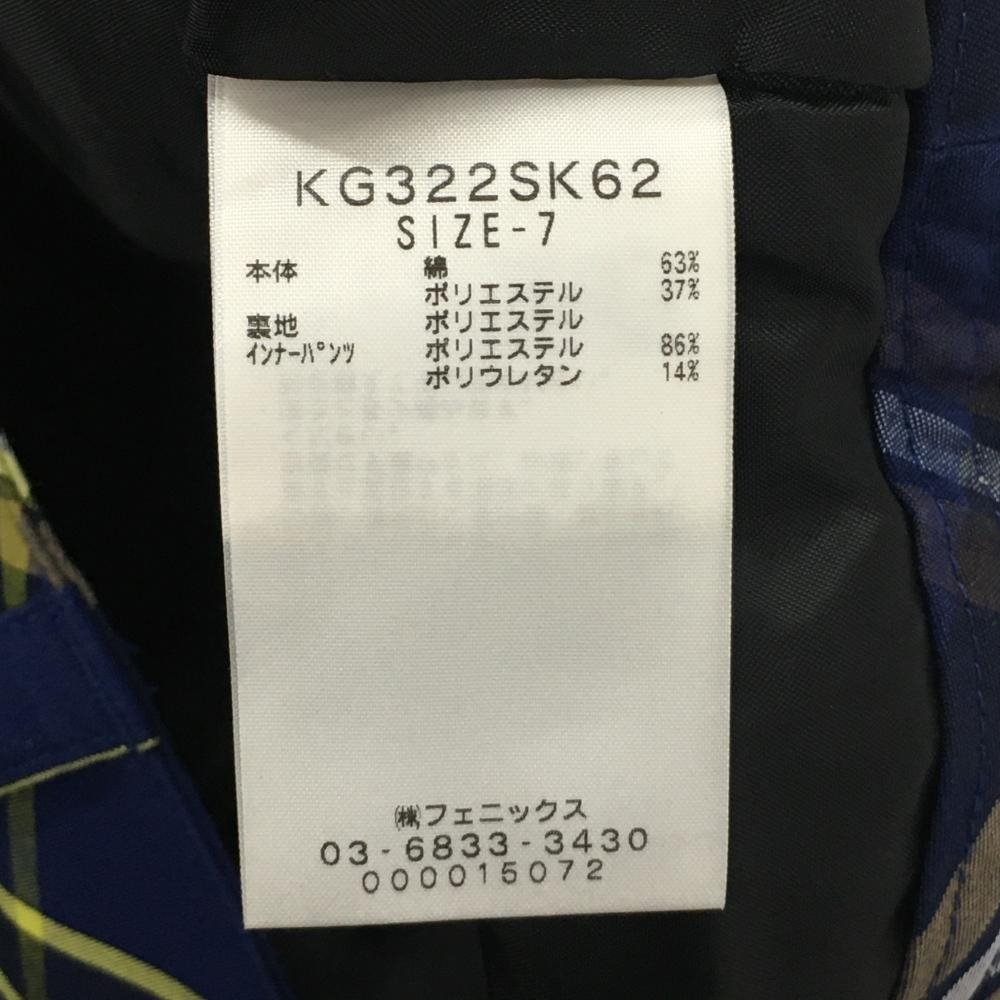 KG322SK62
SIZE-7
本体 綿 63%
ポリエステル 37%
裏地 ポリエステル
インナーパンツ ポリエステル 86%
ポリウレタン 14%
㈱フェニックス
03-6833-3430
000015072